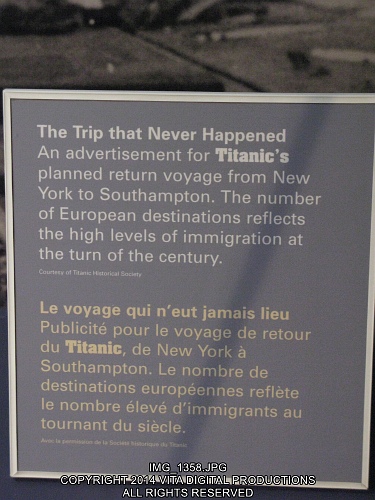 The Trip that Never Happened
An advertisement for Titanic's
planned return voyage from New
York to Southampton. The number
of European destinations reflects
the high levels of immigration at
the turn of the century.
Courtesy of Titanic Historical Society
Le voyage qui n'eut jamais lieu
Publicité pour le voyage de retour
du Titanic, de New York à
Southampton. Le nombre de
destinations européennes reflète
le nombre élevé d'immigrants au
tournant du siècle.
Avec la permission de la Société historique du Titanic
IMG_1358.JPG
COPYRIGHT 2014 VITA DIGITAL PRODUCTIONS
ALL RIGHTS RESERVED